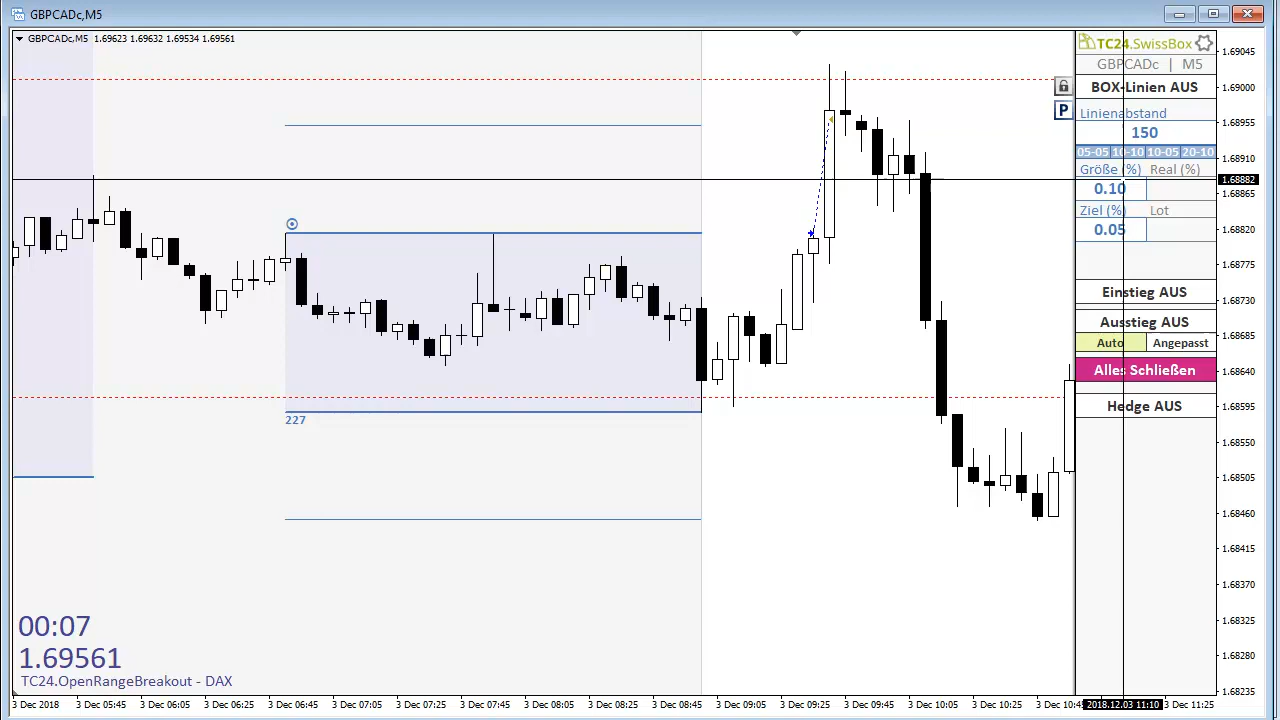 GBPCADc,M5
GBPCADc,M5 1.69623 1.69632 1.69534 1.69561
TC24.SwissBox
GBPCADc | M5
BOX-Linien AUS
Linienabstand
150
05-05 10-10 10-05 20-10
Größe (%) Real (%)
0.10
Ziel (%) Lot
0.05
Einstieg AUS
Ausstieg AUS
Auto Angepasst
Alles Schließen
Hedge AUS
P
227
1.69045
1.69000
1.68955
1.68910
1.68882
1.68865
1.68820
1.68775
1.68730
1.68685
1.68640
1.68595
1.68550
1.68505
1.68460
1.68415
1.68370
1.68325
1.68280
1.68235
00:07
1.69561
TC24.OpenRangeBreakout - DAX
3 Dec 2018 3 Dec 05:45 3 Dec 06:05 3 Dec 06:25 3 Dec 06:45 3 Dec 07:05 3 Dec 07:25 3 Dec 07:45 3 Dec 08:05 3 Dec 08:25 3 Dec 08:45 3 Dec 09:05 3 Dec 09:25 3 Dec 09:45 3 Dec 10:05 3 Dec 10:25 3 Dec 10:4 2018.12.03 11:10 3 Dec 11:25